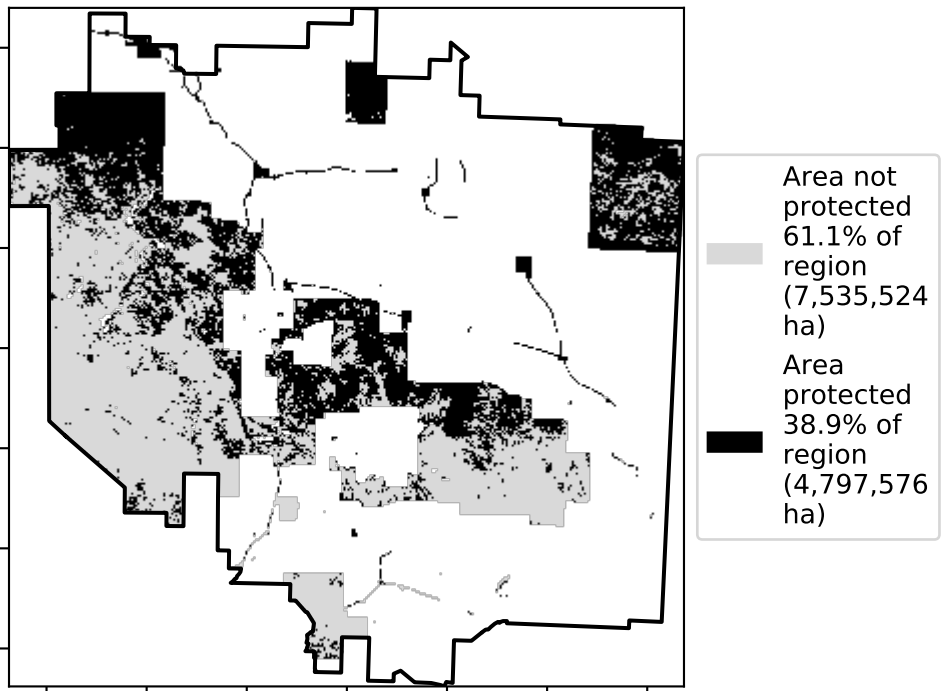 Area not
protected
61.1% of
region
(7,535,524
ha)
Area
protected
38.9% of
region
(4,797,576
ha)